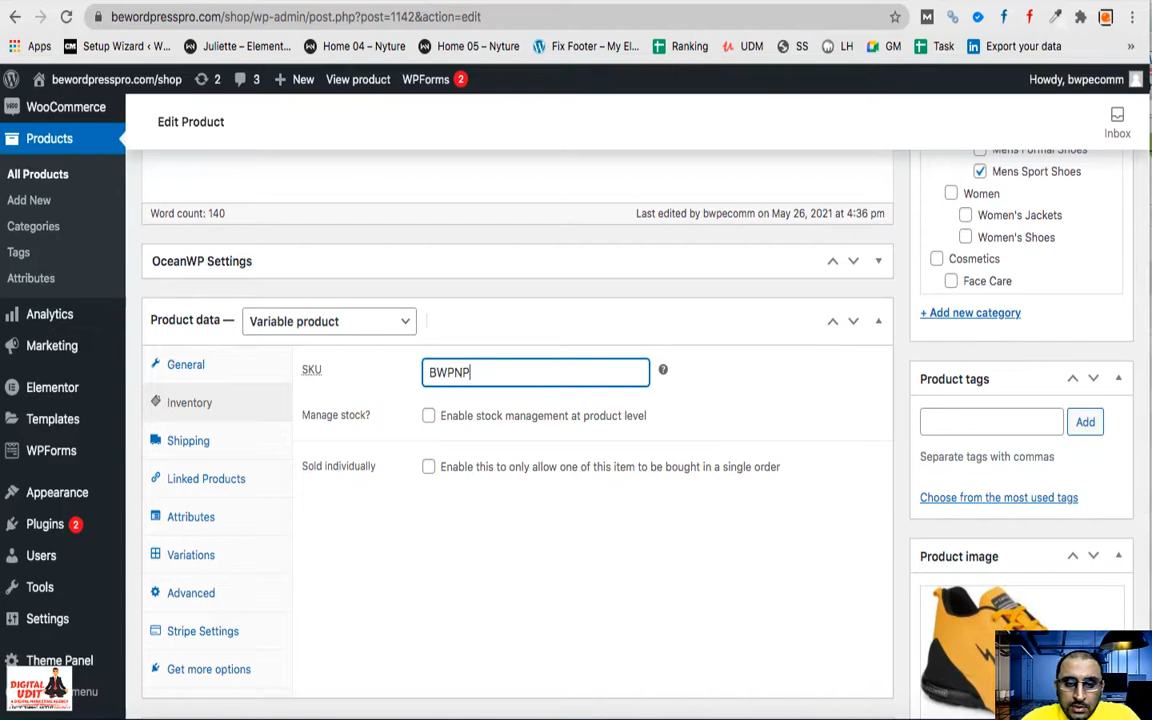 bewordpresspro.com/shop/wp-admin/post.php?post=1142&action=edit
Apps
Setup Wizard ‹ W...
Juliette – Element...
Home 04 – Nyture
Home 05 – Nyture
Fix Footer – My El...
Ranking
UDM
SS
LH
GM
Task
Export your data
»
bewordpresspro.com/shop
2
3
New
View product
WPForms 2
Howdy, bwpecomm
WooCommerce
Products
All Products
Add New
Categories
Tags
Attributes
Analytics
Marketing
Elementor
Templates
WPForms
Appearance
Plugins 2
Users
Tools
Settings
Theme Panel
menu
DIGITAL
UDIT
A DIGITAL MARKETING AGENCY
Edit Product
Inbox
Word count: 140
Last edited by bwpecomm on May 26, 2021 at 4:36 pm
OceanWP Settings
Product data —
Variable product
General
Inventory
Shipping
Linked Products
Attributes
Variations
Advanced
Stripe Settings
Get more options
SKU
BWPNP
Manage stock?
Enable stock management at product level
Sold individually
Enable this to only allow one of this item to be bought in a single order
Mens Formal Shoes
Mens Sport Shoes
Women
Women's Jackets
Women's Shoes
Cosmetics
Face Care
+ Add new category
Product tags
Add
Separate tags with commas
Choose from the most used tags
Product image